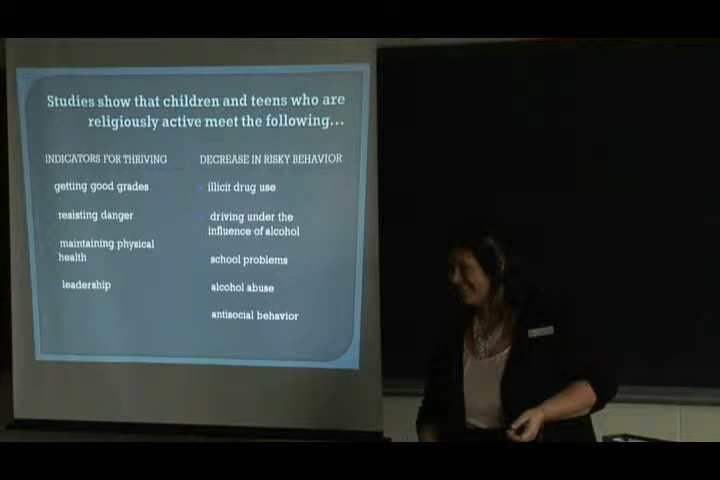 Studies show that children and teens who are
religiously active meet the following...
INDICATORS FOR THRIVING
getting good grades
resisting danger
maintaining physical
health
leadership
DECREASE IN RISKY BEHAVIOR
illicit drug use
driving under the
influence of alcohol
school problems
alcohol abuse
antisocial behavior